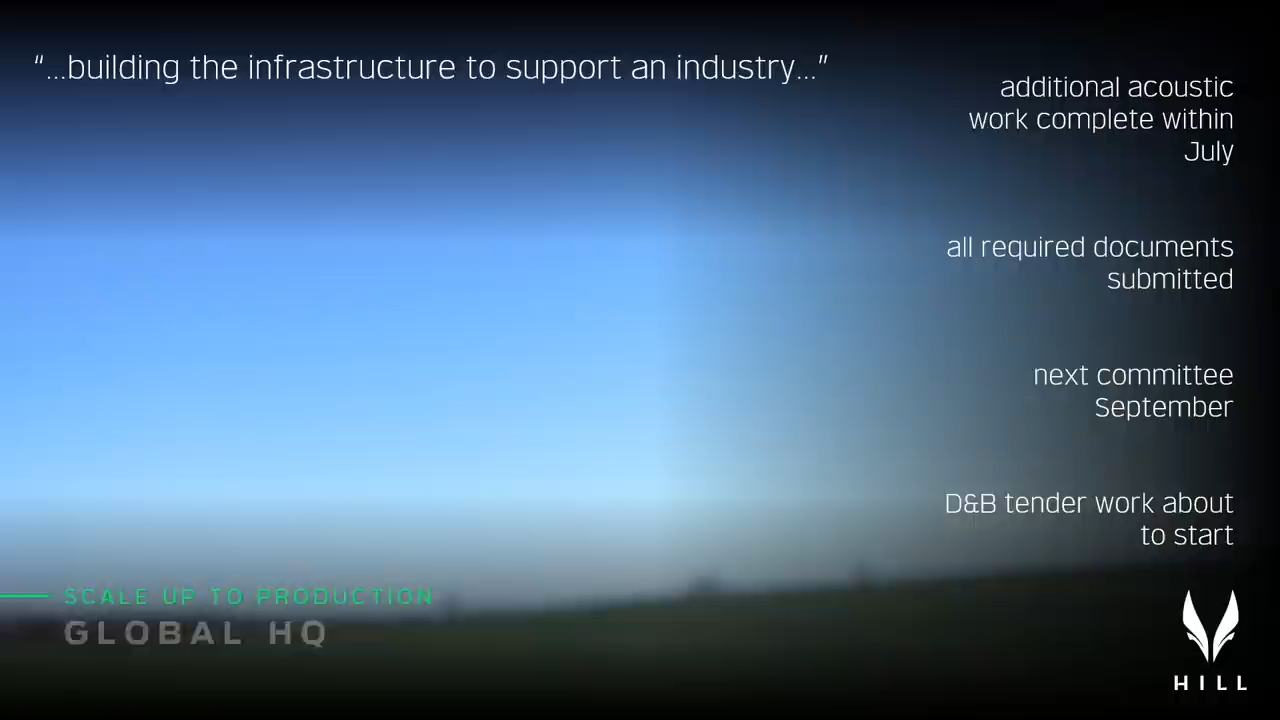 “...building the infrastructure to support an industry...”
additional acoustic
work complete within
July
all required documents
submitted
next committee
September
D&B tender work about
to start
SCALE UP TO PRODUCTION
GLOBAL HQ
HILL